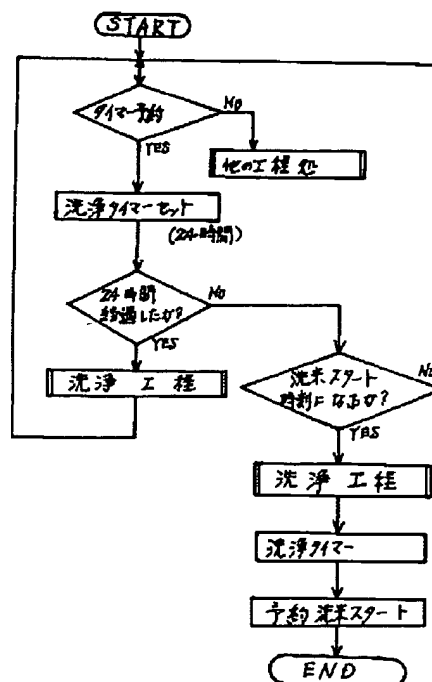 START
タイマー予約
NO
YES
他の工程処
洗浄タイマーセット
(24時間)
24時間
経過したか?
NO
YES
洗浄 工程
洗米スタート
時刻になるか?
NO
YES
洗浄 工程
洗浄タイマー
予約洗米スタート
END